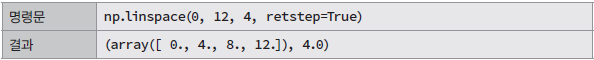 명령문 np.linspace(0, 12, 4, retstep=True)
결과 (array([ 0., 4., 8., 12.]), 4.0)